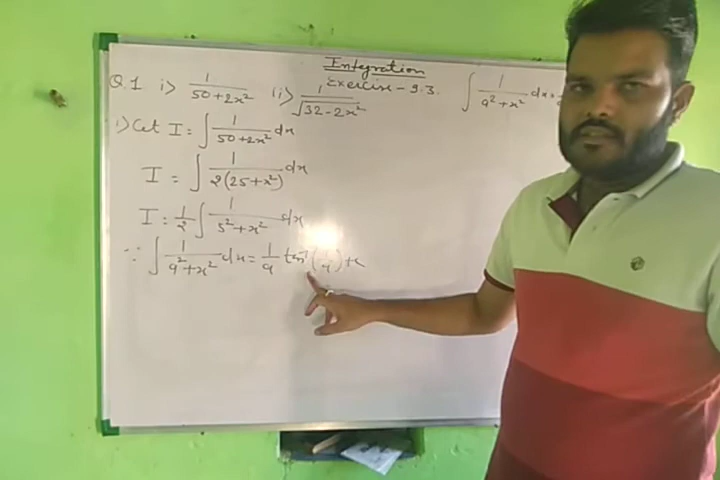 Integration
Exercise - 9.3.
Q.1 i> 1/(50+2x²) ii> 1/√(32-2x²)
∫ 1/(a²+x²) dx =
i> Let I = ∫ 1/(50+2x²) dx
I = ∫ 1/(2(25+x²)) dx
I = 1/2 ∫ 1/(5²+x²) dx
∵ ∫ 1/(a²+x²) dx = 1/a tan⁻¹( ) + c